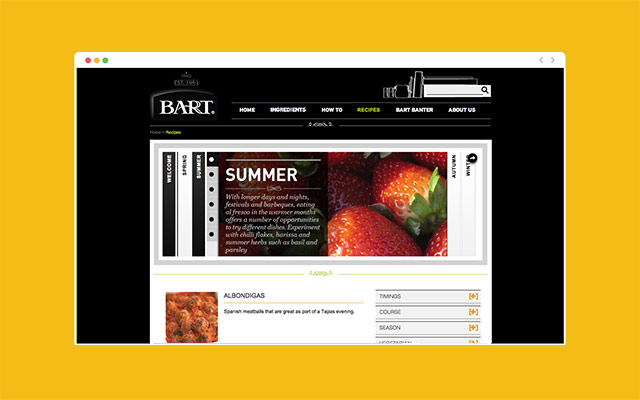 EST. 1963
BART®
HOME INGREDIENTS HOW TO RECIPES BART BANTER ABOUT US
Home > Recipes
WELCOME
SPRING
SUMMER
SUMMER
With longer days and nights,
festivals and barbeques, eating
al fresco in the warmer months
offers a number of opportunities
to try different dishes. Experiment
with chilli flakes, harissa and
summer herbs such as basil and
parsley
AUTUMN
WINTER
ALBONDIGAS
Spanish meatballs that are great as part of a Tapas evening.
TIMINGS [+]
COURSE [+]
SEASON [+]
VEGETARIAN